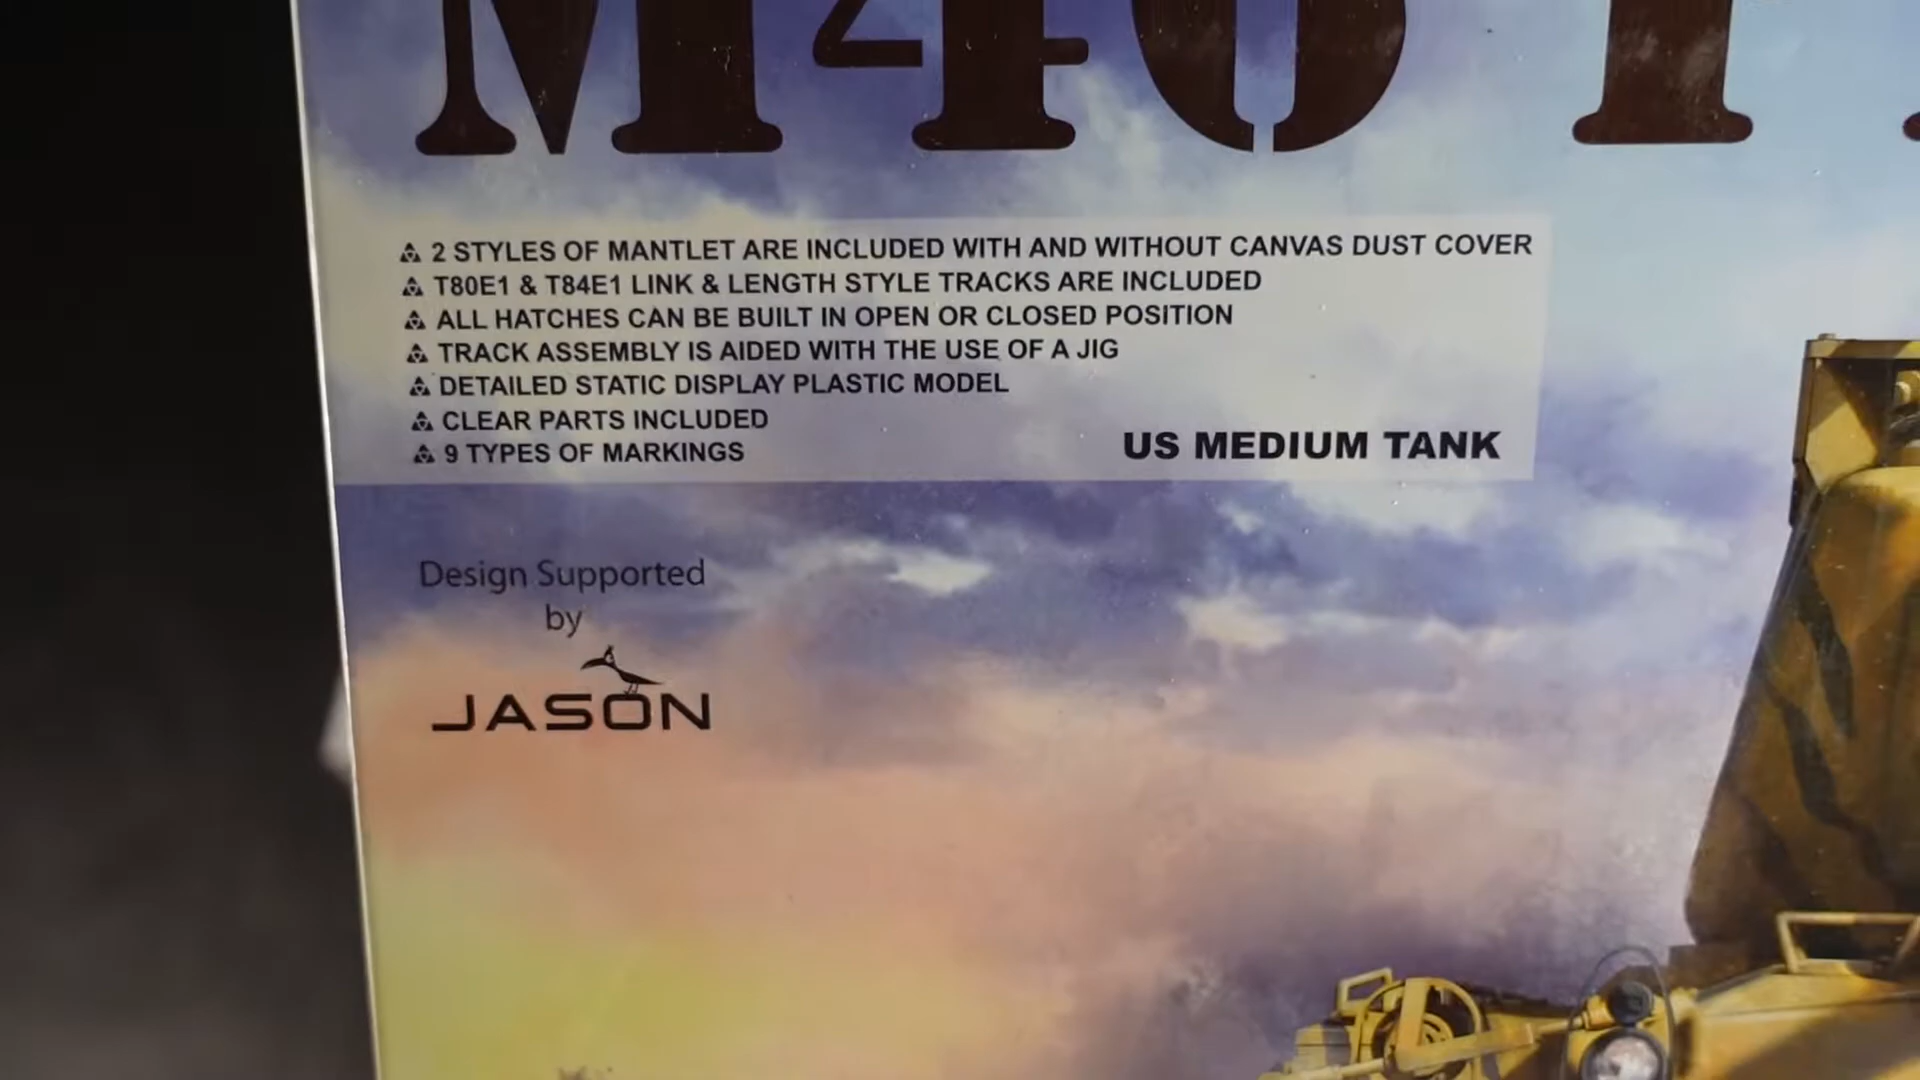 2 STYLES OF MANTLET ARE INCLUDED WITH AND WITHOUT CANVAS DUST COVER
T80E1 & T84E1 LINK & LENGTH STYLE TRACKS ARE INCLUDED
ALL HATCHES CAN BE BUILT IN OPEN OR CLOSED POSITION
TRACK ASSEMBLY IS AIDED WITH THE USE OF A JIG
DETAILED STATIC DISPLAY PLASTIC MODEL
CLEAR PARTS INCLUDED
9 TYPES OF MARKINGS
US MEDIUM TANK
Design Supported
by
JASON